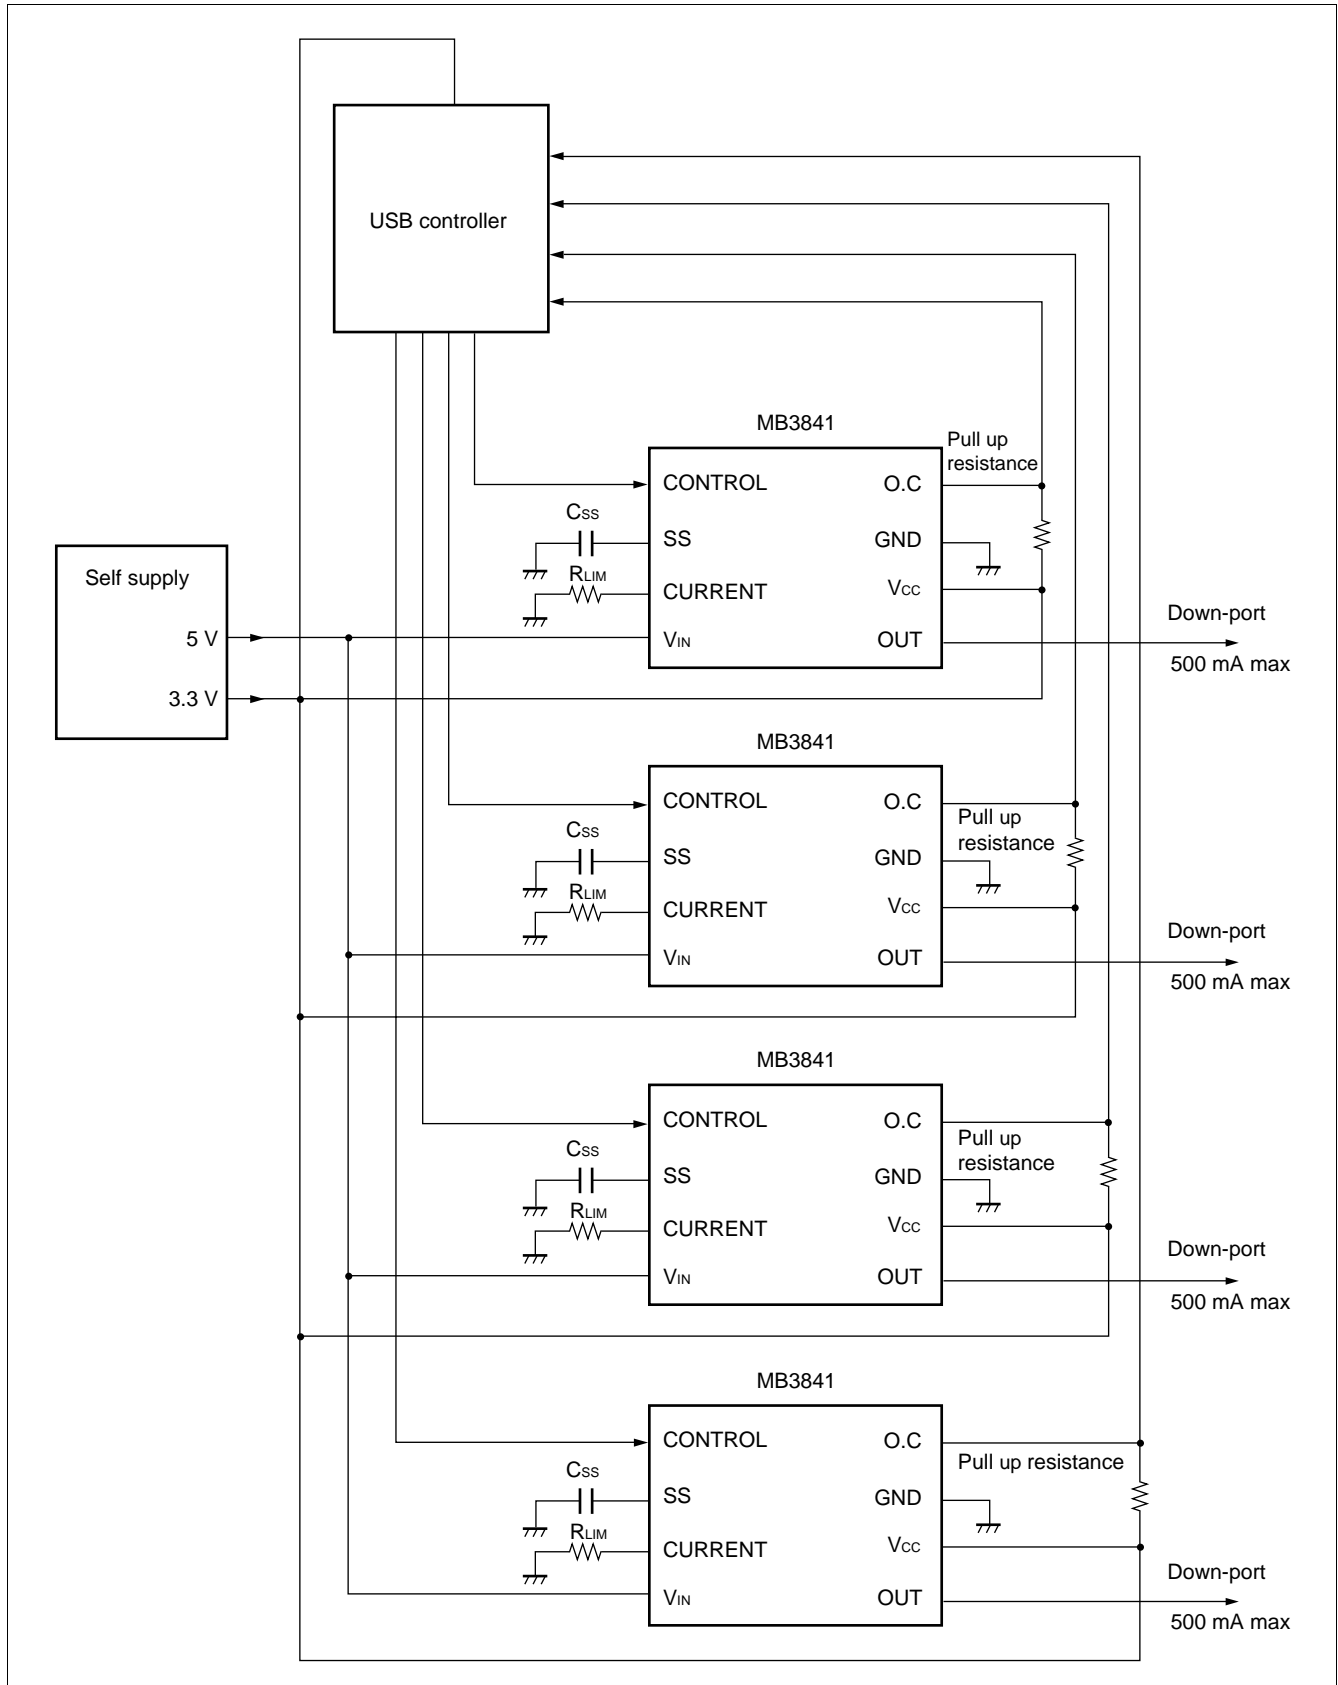 USB controller
MB3841
Pull up
resistance
CONTROL
O.C
CSS
SS
GND
RLIM
CURRENT
VCC
VIN
OUT
Down-port
500 mA max
Self supply
5 V
3.3 V
MB3841
CONTROL
O.C
Pull up
resistance
CSS
SS
GND
RLIM
CURRENT
VCC
VIN
OUT
Down-port
500 mA max
MB3841
CONTROL
O.C
Pull up
resistance
CSS
SS
GND
RLIM
CURRENT
VCC
VIN
OUT
Down-port
500 mA max
MB3841
CONTROL
O.C
Pull up resistance
CSS
SS
GND
RLIM
CURRENT
VCC
VIN
OUT
Down-port
500 mA max